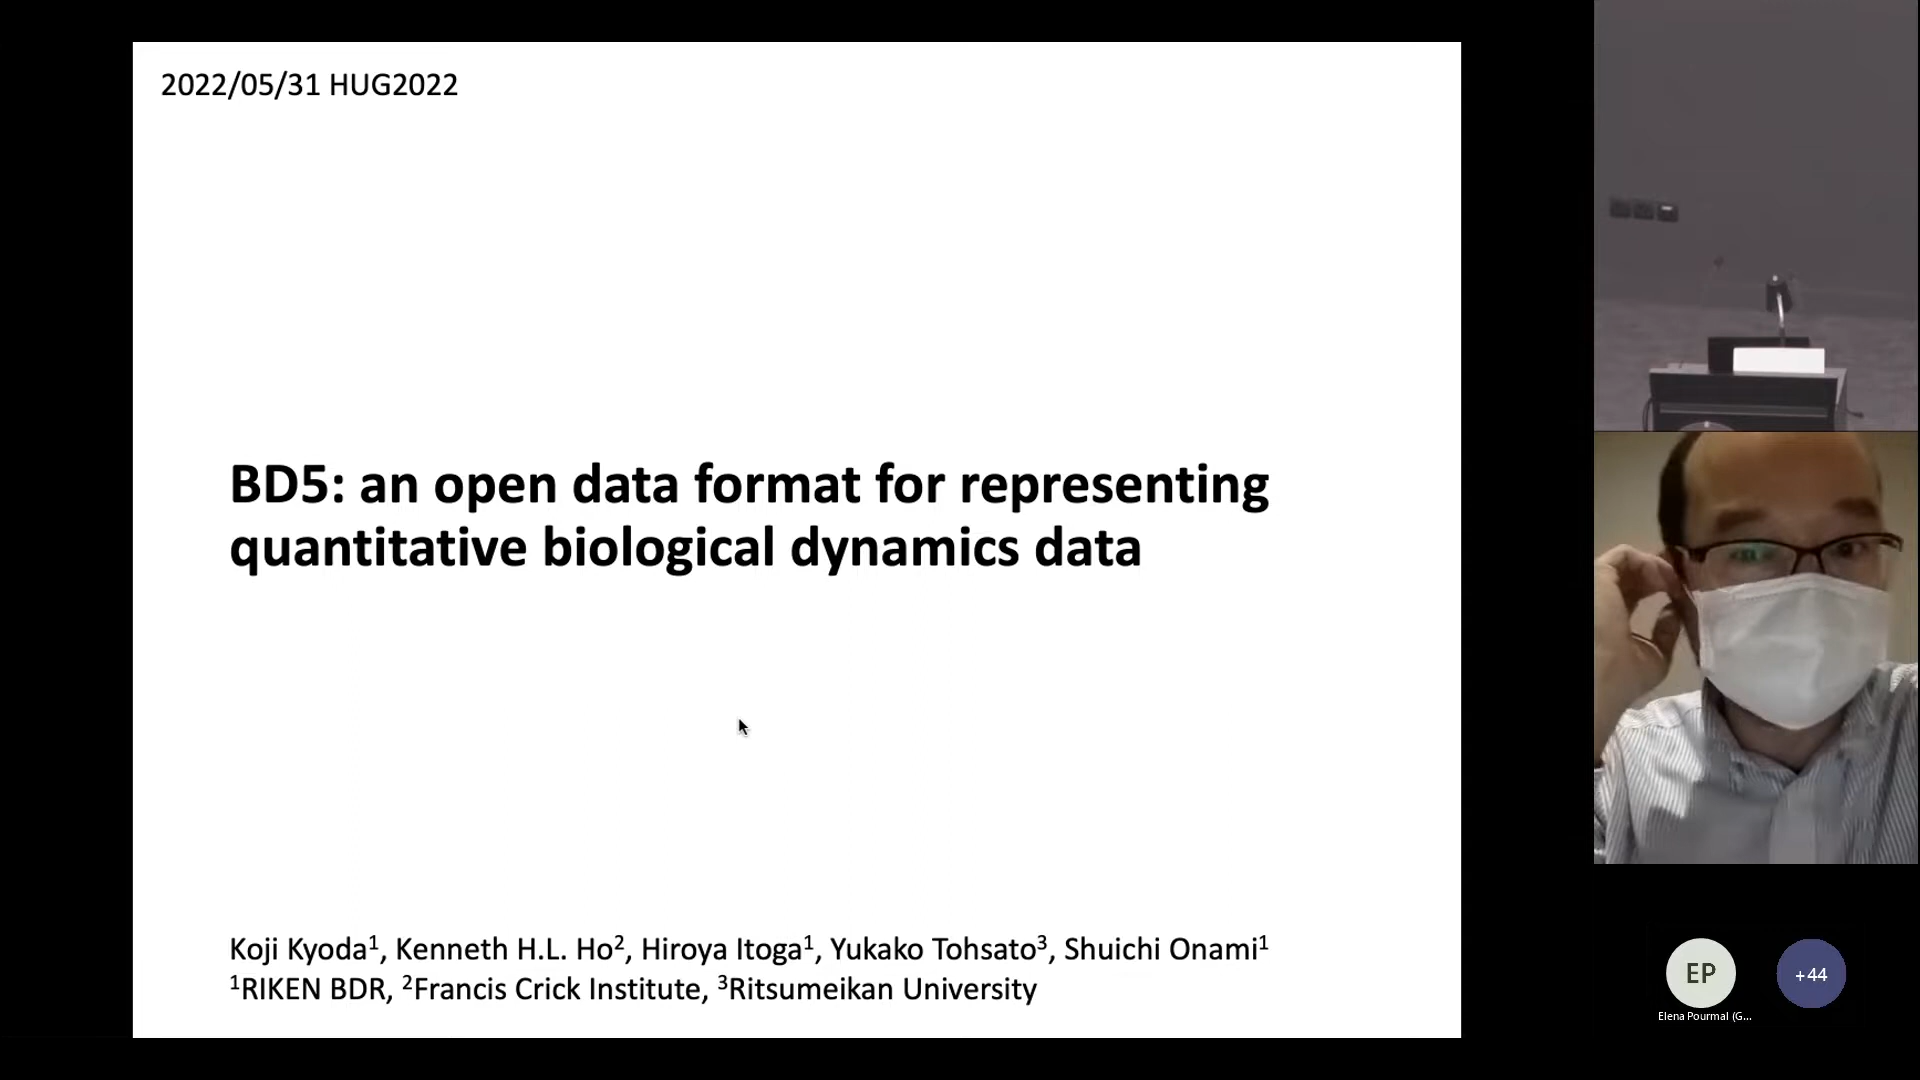 2022/05/31 HUG2022
BD5: an open data format for representing
quantitative biological dynamics data
Koji Kyoda¹, Kenneth H.L. Ho², Hiroya Itoga¹, Yukako Tohsato³, Shuichi Onami¹
¹RIKEN BDR, ²Francis Crick Institute, ³Ritsumeikan University
EP
+44
Elena Pourmal (G...